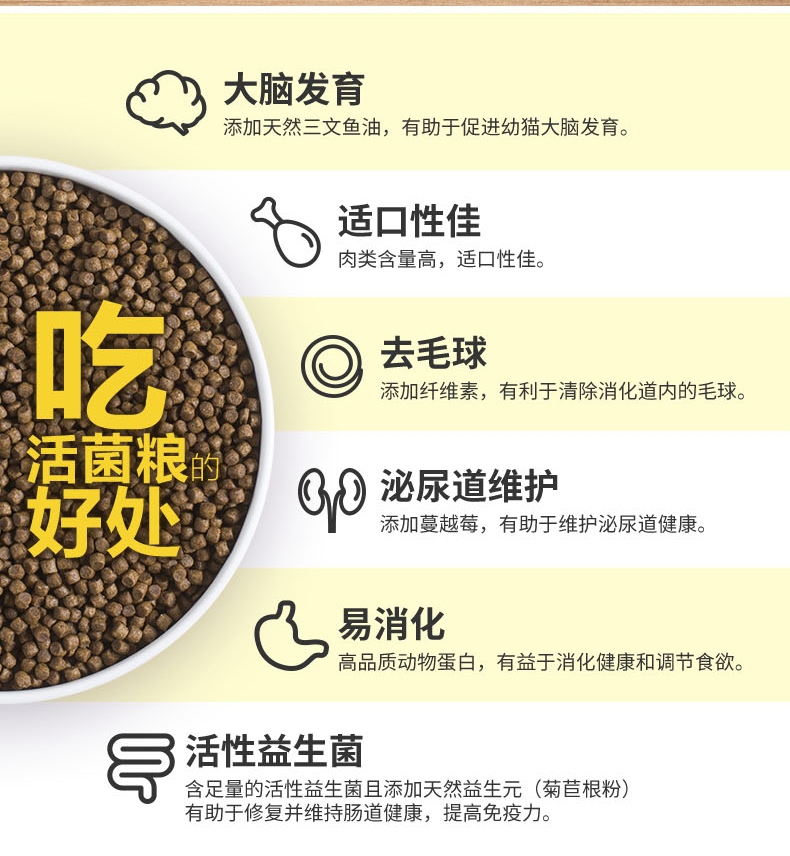 大脑发育
添加天然三文鱼油，有助于促进幼猫大脑发育。
适口性佳
肉类含量高，适口性佳。
去毛球
添加纤维素，有利于清除消化道内的毛球。
吃
活菌粮的
好处
泌尿道维护
添加蔓越莓，有助于维护泌尿道健康。
易消化
高品质动物蛋白，有益于消化健康和调节食欲。
活性益生菌
含足量的活性益生菌且添加天然益生元（菊苣根粉）
有助于修复并维持肠道健康，提高免疫力。